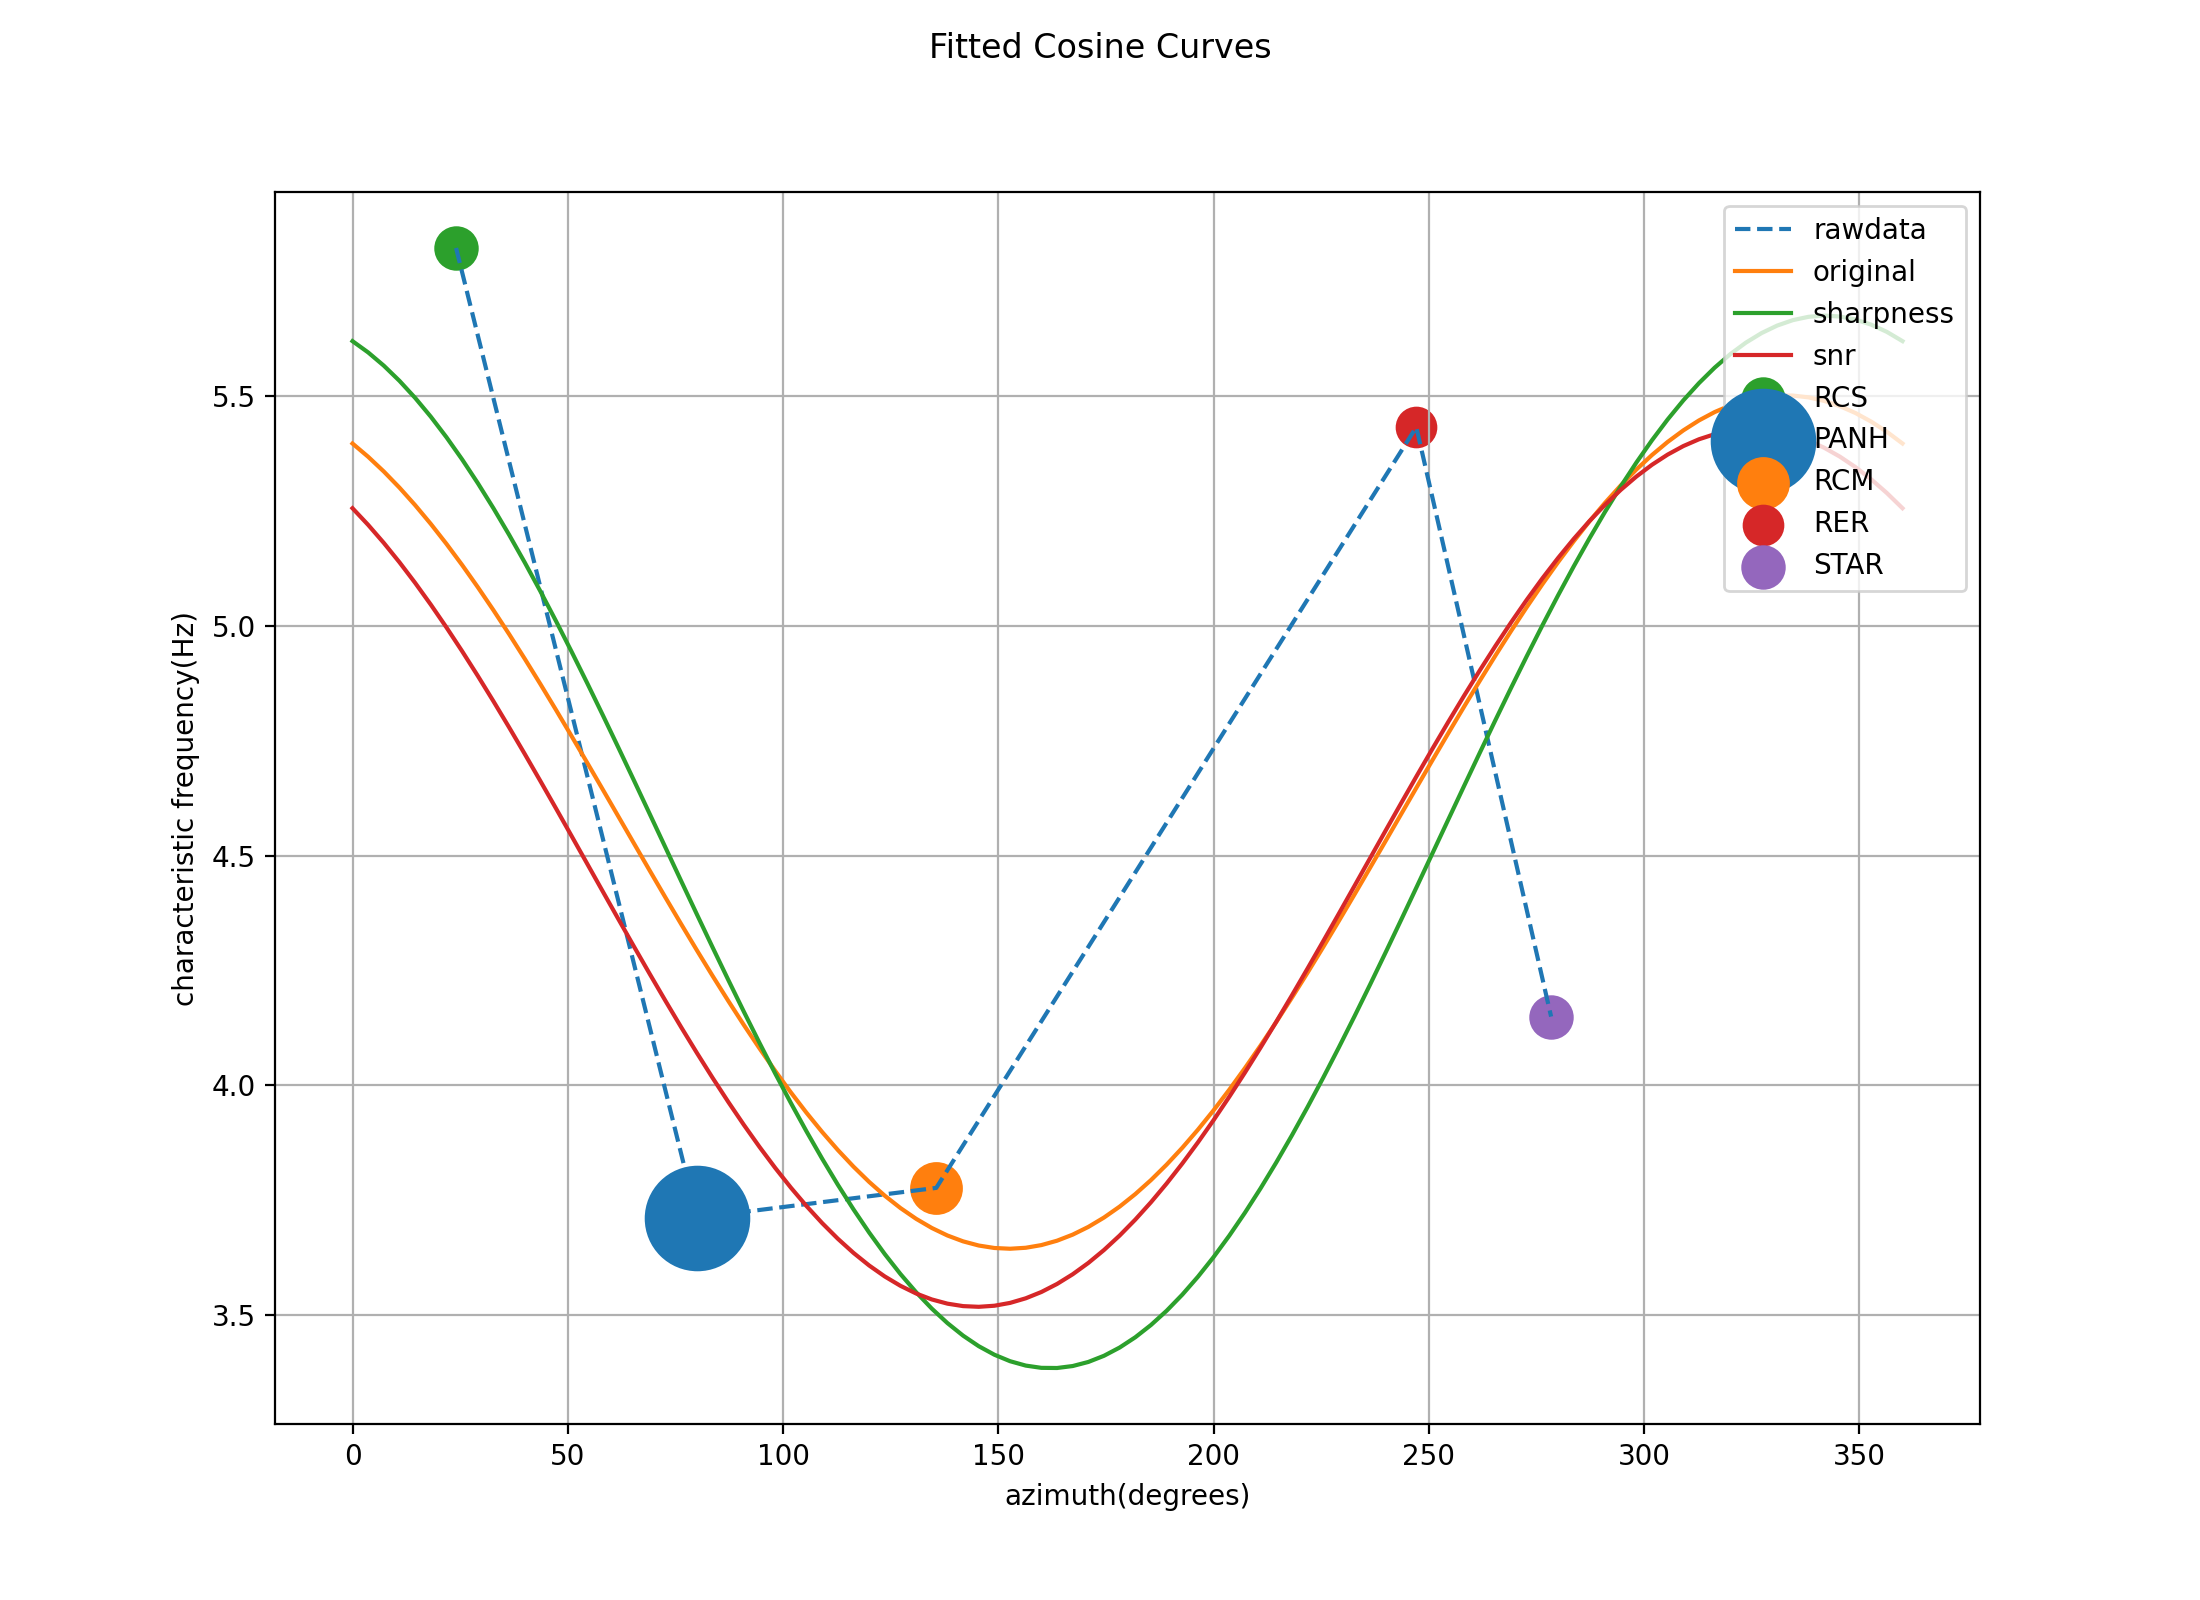 Fitted Cosine Curves
rawdata
original
sharpness
snr
RCS
PANH
RCM
RER
STAR
characteristic frequency(Hz)
5.5
5.0
4.5
4.0
3.5
0 50 100 150 200 250 300 350
azimuth(degrees)